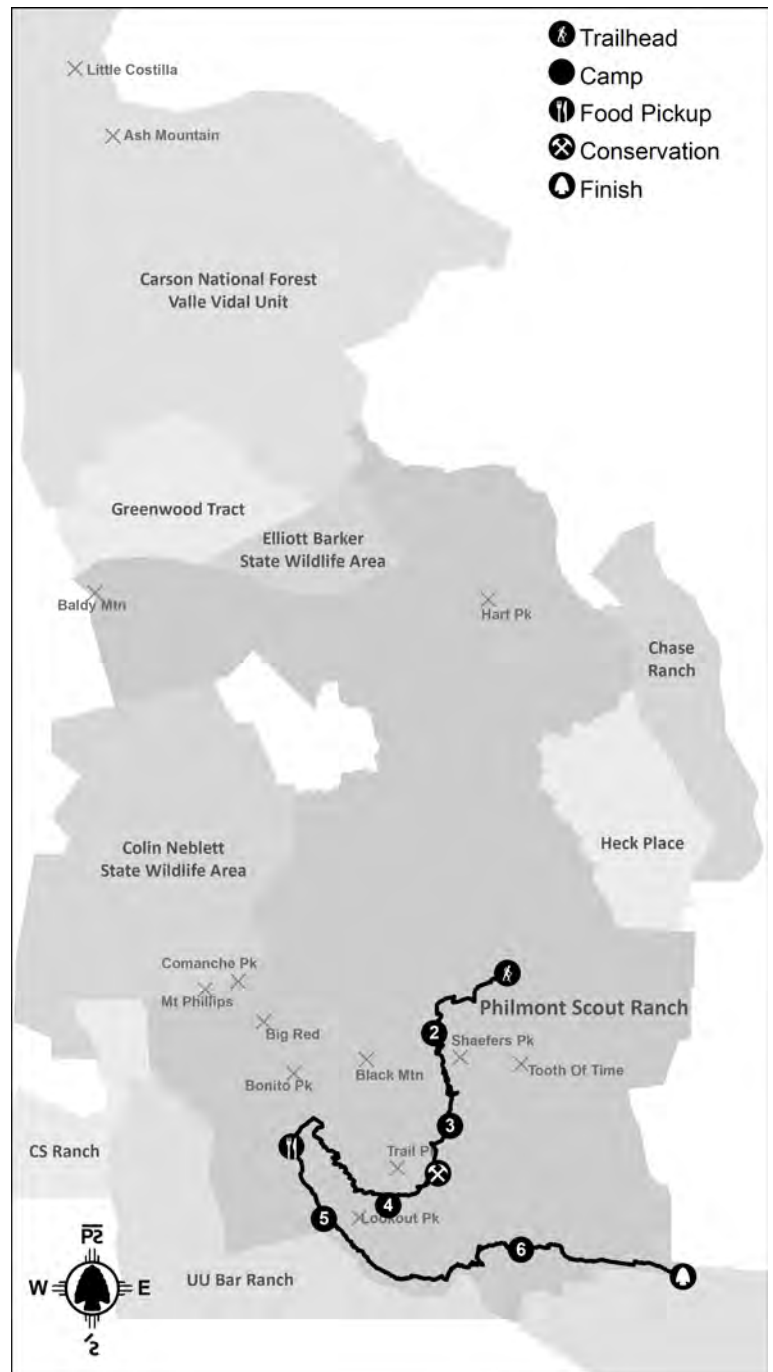 Trailhead
Camp
Food Pickup
Conservation
Finish
Little Costilla
Ash Mountain
Carson National Forest
Valle Vidal Unit
Greenwood Tract
Elliott Barker
State Wildlife Area
Baldy Mtn
Hart Pk
Chase
Ranch
Heck Place
Colin Neblett
State Wildlife Area
Comanche Pk
Mt Phillips
Big Red
Philmont Scout Ranch
2
Shaefers Pk
Black Mtn
Tooth Of Time
Bonito Pk
3
CS Ranch
Trail P
4
Lookout Pk
5
6
UU Bar Ranch
W
E